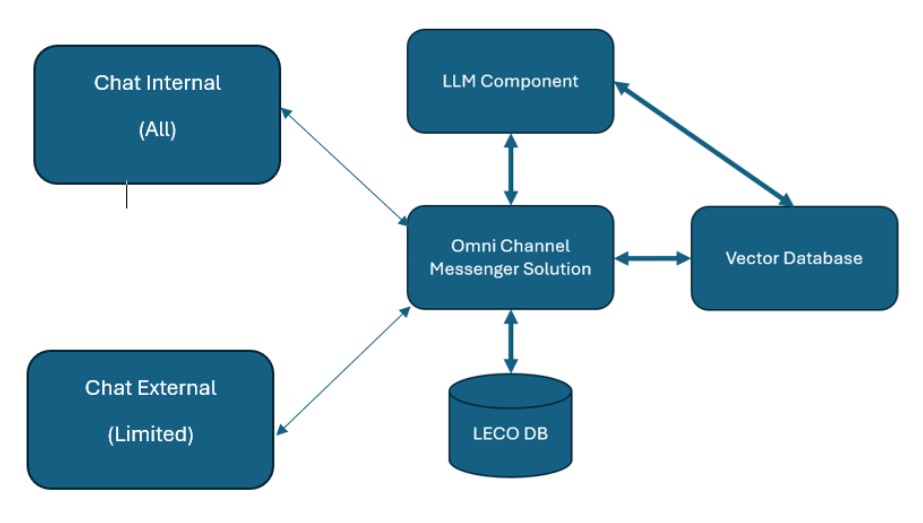 Chat Internal
(All)
LLM Component
Omni Channel
Messenger Solution
Vector Database
Chat External
(Limited)
LECO DB